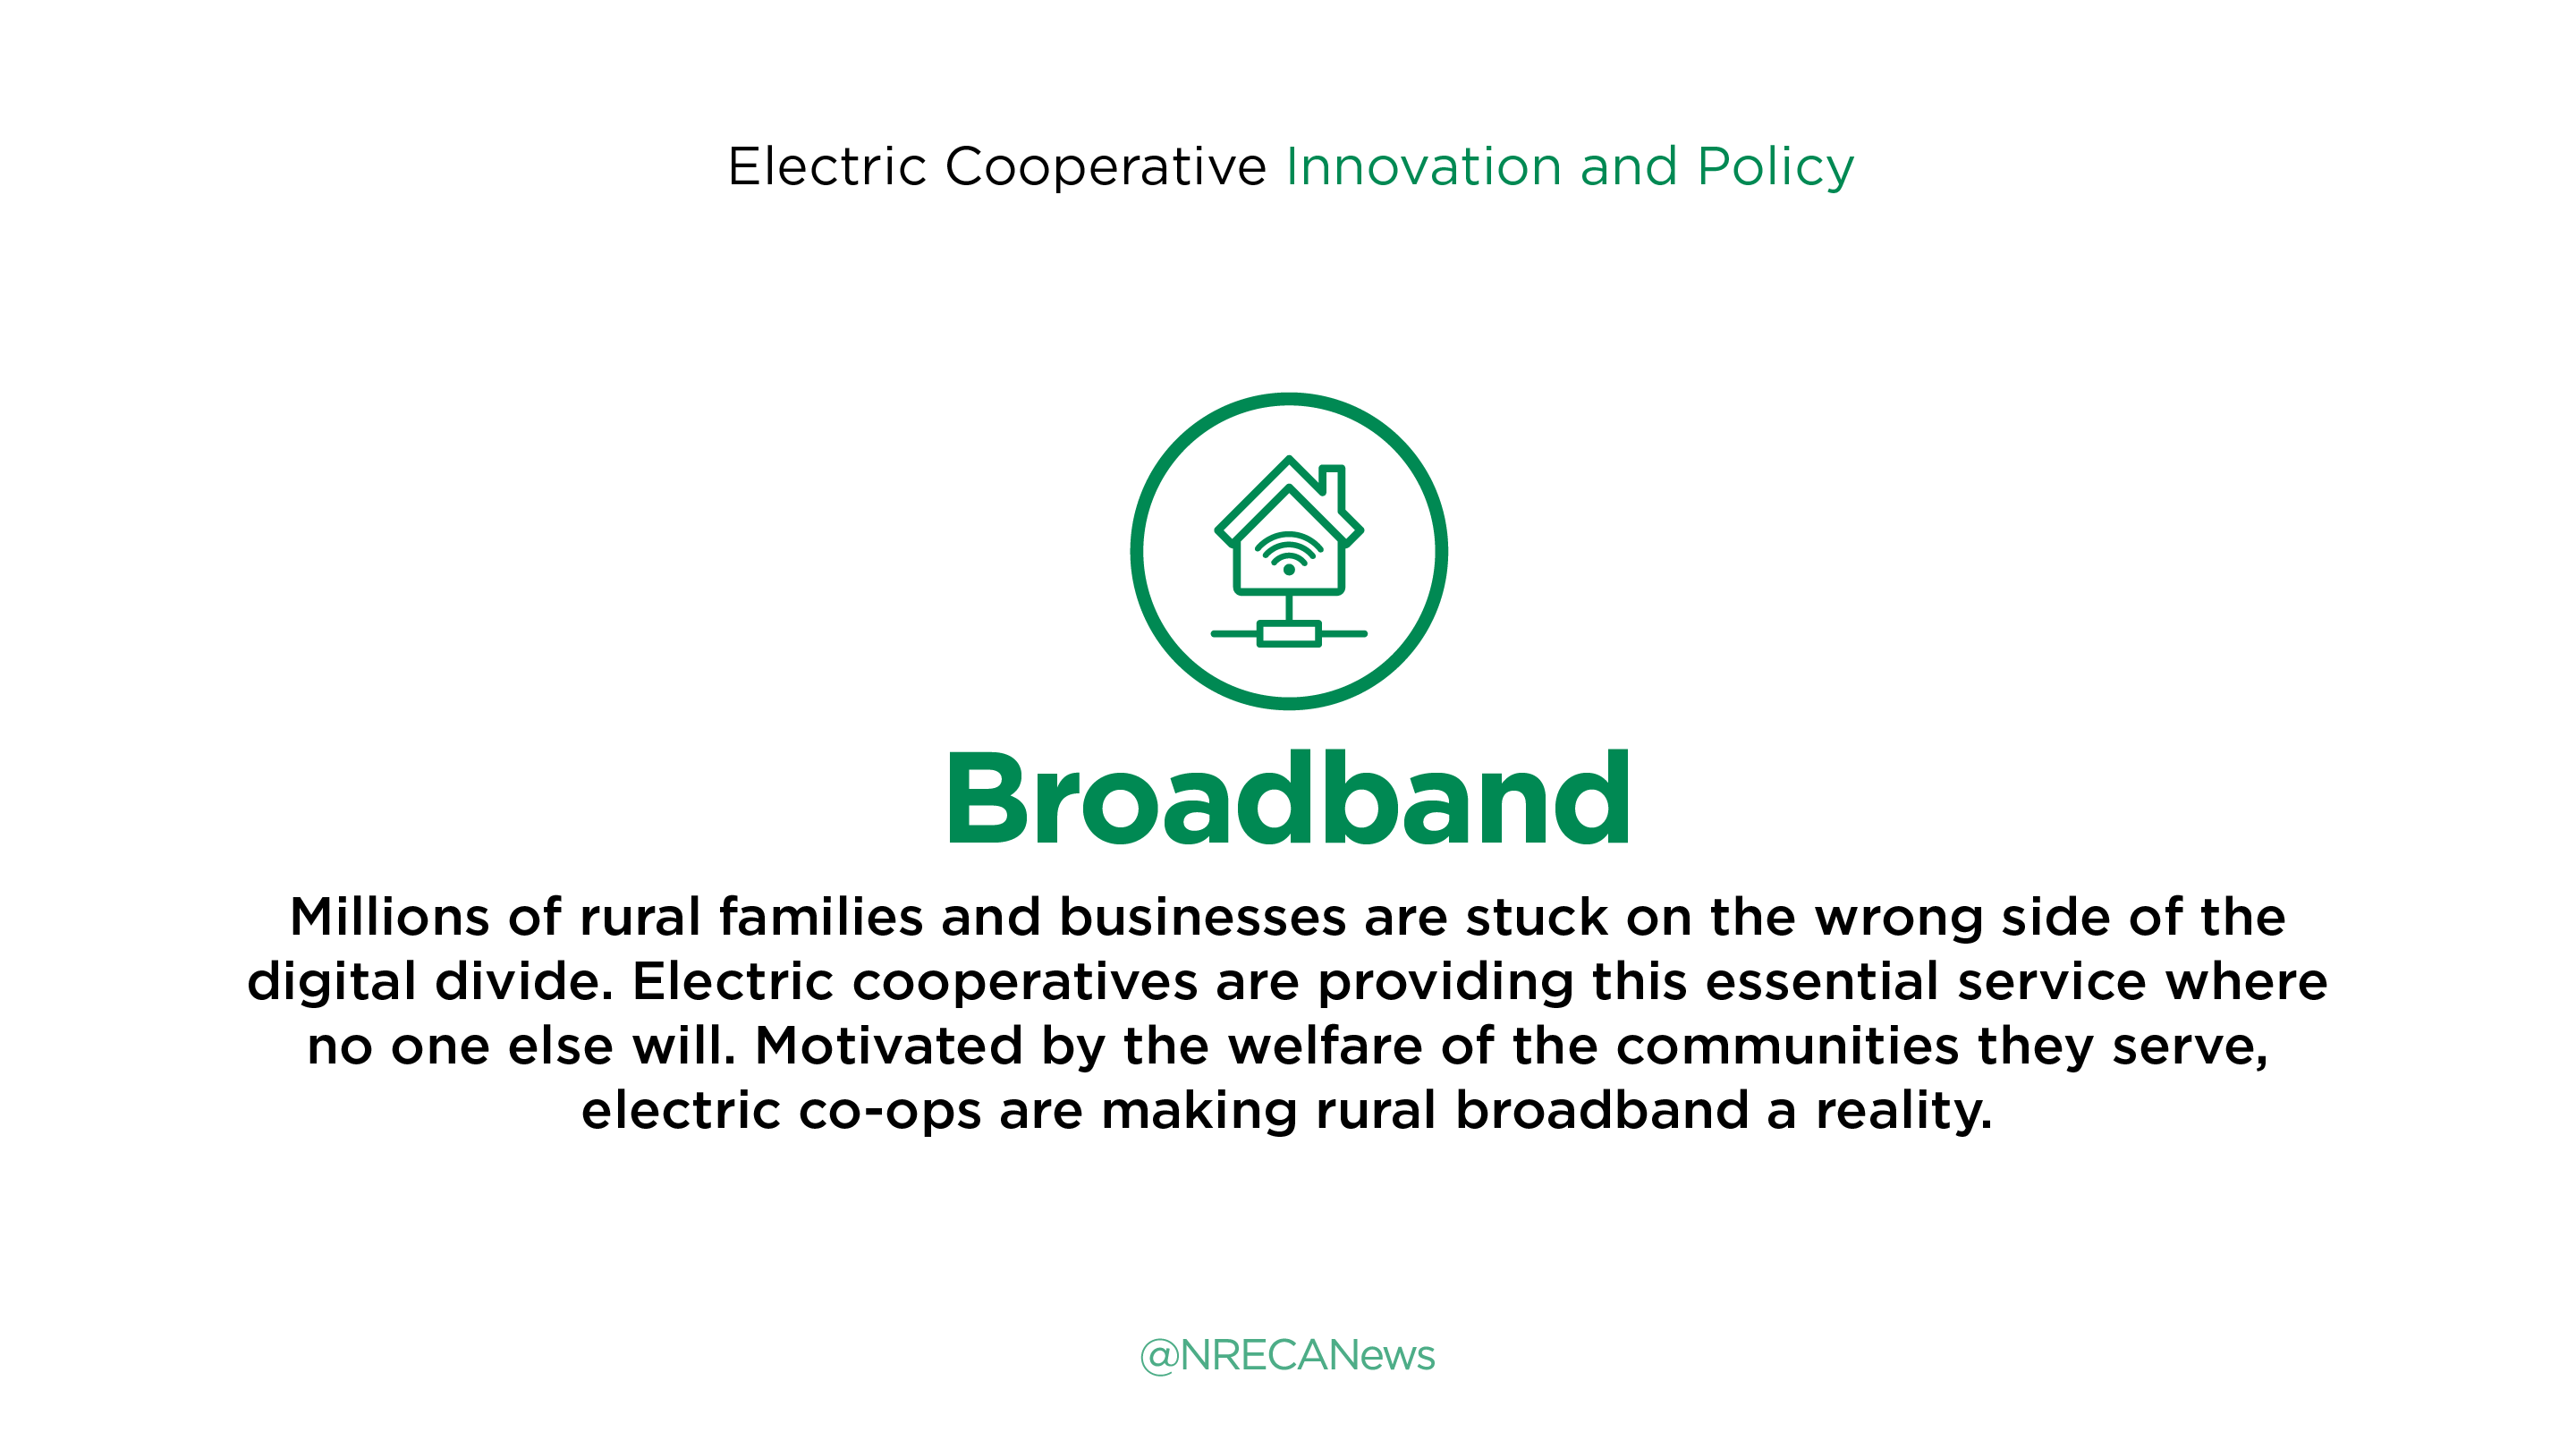 Electric Cooperative Innovation and Policy
Broadband
Millions of rural families and businesses are stuck on the wrong side of the
digital divide. Electric cooperatives are providing this essential service where
no one else will. Motivated by the welfare of the communities they serve,
electric co-ops are making rural broadband a reality.
@NRECANews